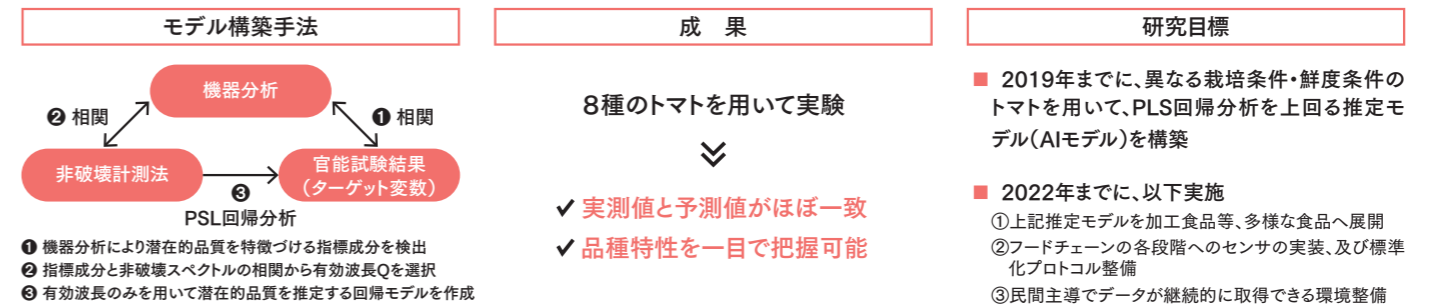 モデル構築手法
機器分析
❷ 相関
❶ 相関
非破壊計測法
官能試験結果
(ターゲット変数)
❸
PSL回帰分析
❶ 機器分析により潜在的品質を特徴づける指標成分を検出
❷ 指標成分と非破壊スペクトルの相関から有効波長Qを選択
❸ 有効波長のみを用いて潜在的品質を推定する回帰モデルを作成
成 果
8種のトマトを用いて実験
✓ 実測値と予測値がほぼ一致
✓ 品種特性を一目で把握可能
研究目標
■ 2019年までに、異なる栽培条件・鮮度条件の
トマトを用いて、PLS回帰分析を上回る推定モ
デル(AIモデル)を構築
■ 2022年までに、以下実施
①上記推定モデルを加工食品等、多様な食品へ展開
②フードチェーンの各段階へのセンサの実装、及び標準
化プロトコル整備
③民間主導でデータが継続的に取得できる環境整備